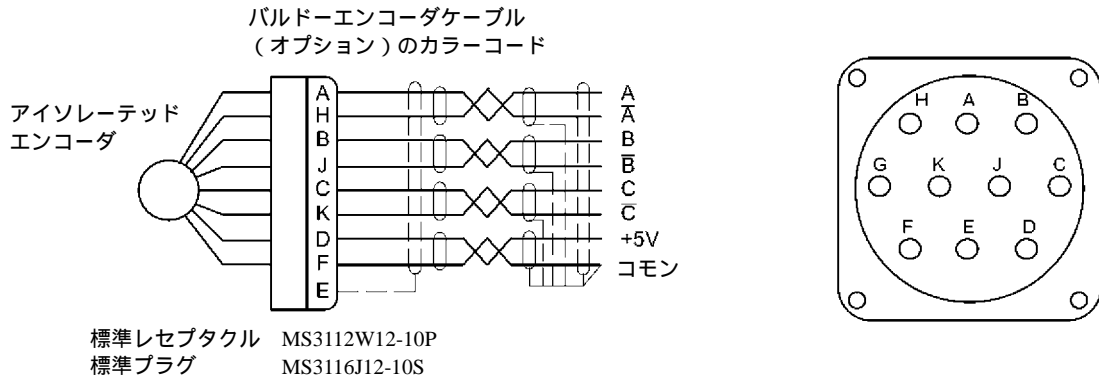 バルドーエンコーダケーブル
（オプション）のカラーコード
アイソレーテッド
エンコーダ
A
H
B
J
C
K
D
F
E
A
A̅
B
B̅
C
C̅
+5V
コモン
標準レセプタクル MS3112W12-10P
標準プラグ MS3116J12-10S
H A B
G K J C
F E D